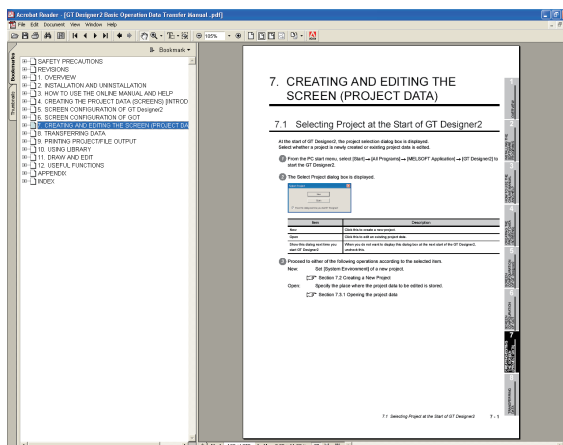 Acrobat Reader - [GT Designer2 Basic Operation Data Transfer Manual .pdf]
File Edit Document View Window Help
105%
Bookmark
Bookmarks
Thumbnails
SAFETY PRECAUTIONS
REVISIONS
1. OVERVIEW
2. INSTALLATION AND UNINSTALLATION
3. HOW TO USE THE ONLINE MANUAL AND HELP
4. CREATING THE PROJECT DATA (SCREENS) (INTROD
5. SCREEN CONFIGURATION OF GT Designer2
6. SCREEN CONFIGURATION OF GOT
7. CREATING AND EDITING THE SCREEN (PROJECT DA
8. TRANSFERRING DATA
9. PRINTING PROJECT/FILE OUTPUT
10. USING LIBRARY
11. DRAW AND EDIT
12. USEFUL FUNCTIONS
APPENDIX
INDEX
7. CREATING AND EDITING THE
SCREEN (PROJECT DATA)
7.1 Selecting Project at the Start of GT Designer2
At the start of GT Designer2, the project selection dialog box is displayed.
Select whether a project is newly created or existing project data is edited.
1 From the PC start menu, select [Start] → [All Programs] → [MELSOFT Application] → [GT Designer2] to
start the GT Designer2.
2 The Select Project dialog box is displayed.
Item Description
New Click this to create a new project.
Open Click this to edit an existing project data.
Show this dialog next time you When you do not want to display this dialog box at the next start of the GT Designer2,
start GT Designer2 uncheck this.
3 Proceed to either of the following operations according to the selected item.
New: Set [System Environment] of a new project.
Section 7.2 Creating a New Project
Open: Specify the place where the project data to be edited is stored.
Section 7.3.1 Opening the project data
7
8
7.1 Selecting Project at the Start of GT Designer2 7 - 1